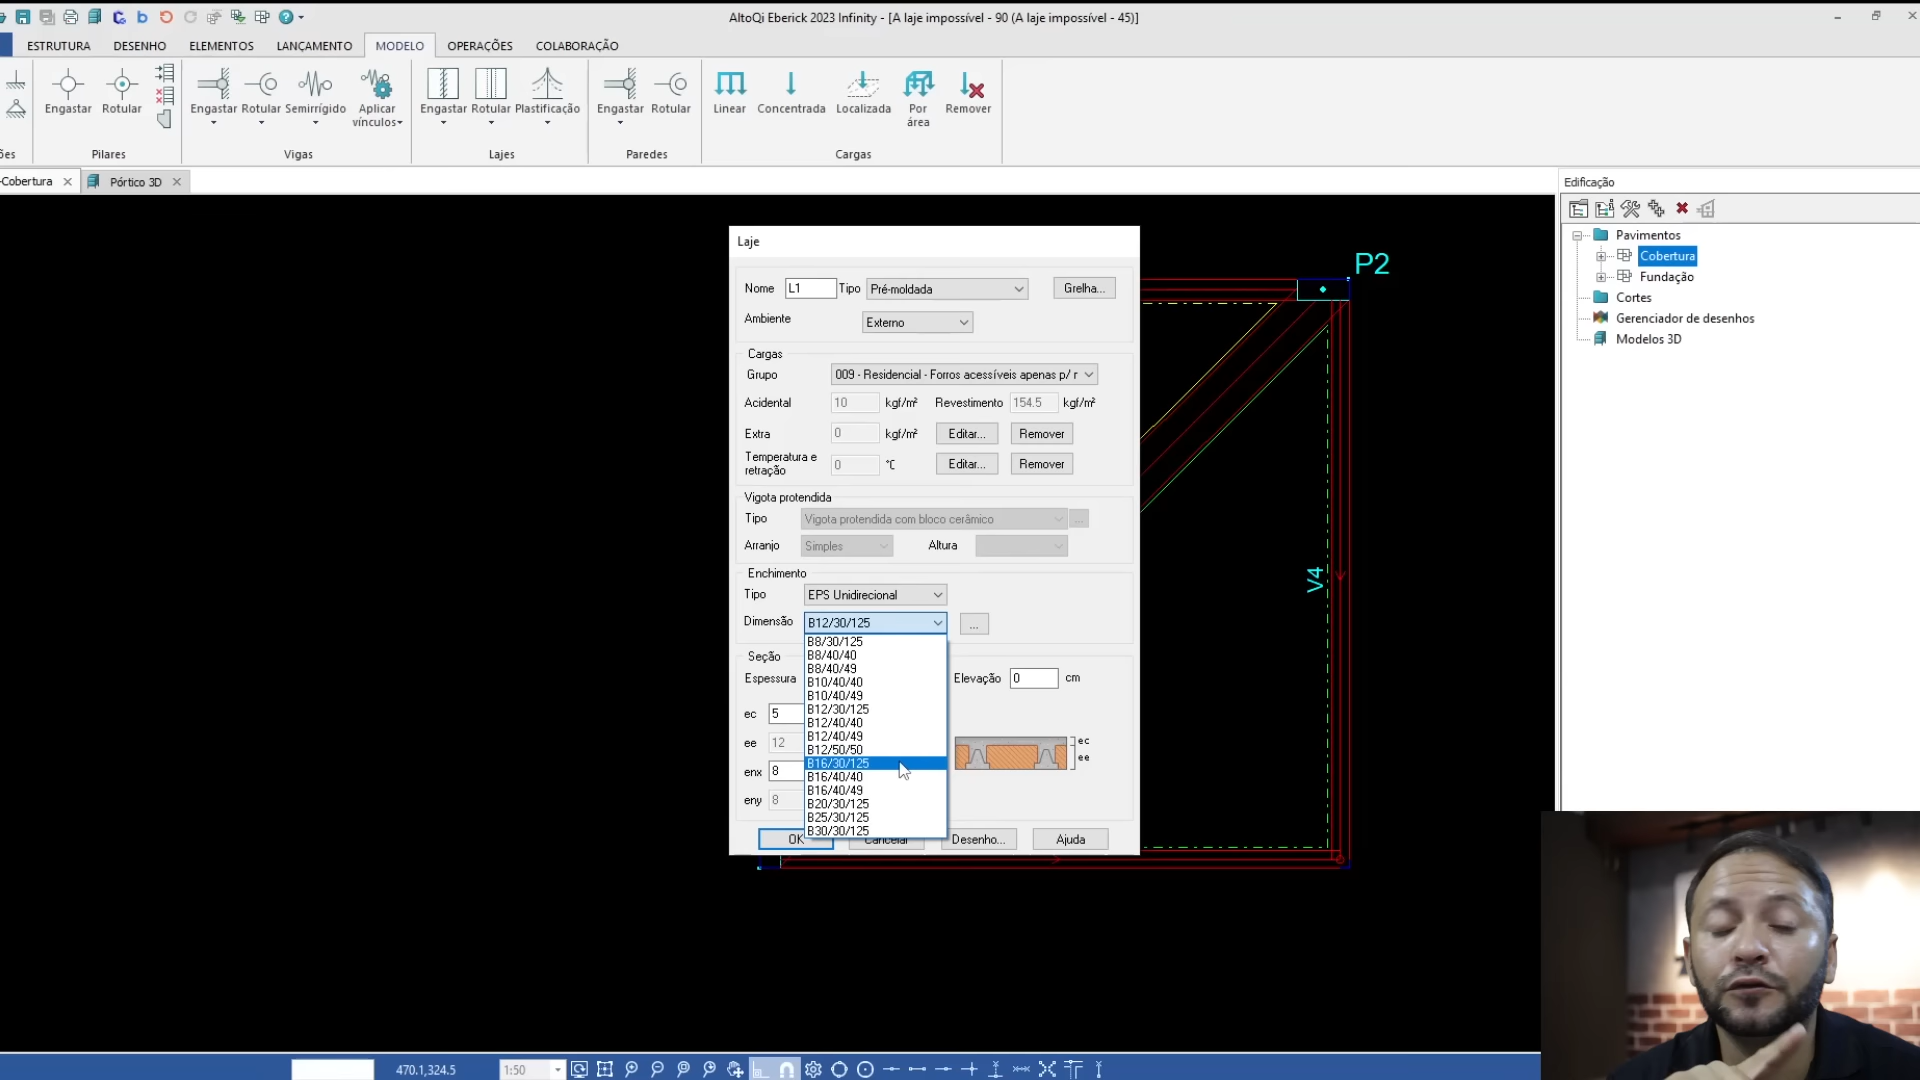 AltoQi Eberick 2023 Infinity - [A laje impossível - 90 (A laje impossível - 45)]
ESTRUTURA DESENHO ELEMENTOS LANÇAMENTO MODELO OPERAÇÕES COLABORAÇÃO
Engastar Rotular Engastar Rotular Semirrígido Aplicar vínculos Engastar Rotular Plastificação Engastar Rotular Linear Concentrada Localizada Por área Remover
ões Pilares Vigas Lajes Paredes Cargas
-Cobertura Pórtico 3D
Edificação
Pavimentos
Cobertura
Fundação
Cortes
Gerenciador de desenhos
Modelos 3D
P2
V4
Laje
Nome L1 Tipo Pré-moldada Grelha...
Ambiente Externo
Cargas
Grupo 009 - Residencial - Forros acessíveis apenas p/ r
Acidental 10 kgf/m² Revestimento 154.5 kgf/m²
Extra 0 kgf/m² Editar... Remover
Temperatura e
retração 0 °C Editar... Remover
Vigota protendida
Tipo Vigota protendida com bloco cerâmico ...
Arranjo Simples Altura
Enchimento
Tipo EPS Unidirecional
Dimensão B12/30/125 ...
B8/30/125
B8/40/40
B8/40/49
B10/40/40
B10/40/49
B12/30/125
B12/40/40
B12/40/49
B12/50/50
B16/30/125
B16/40/40
B16/40/49
B20/30/125
B25/30/125
B30/30/125
Seção
Espessura Elevação 0 cm
ec 5
ee 12
enx 8
eny 8
ec
ee
OK Cancelar Desenho... Ajuda
470.1,324.5 1:50